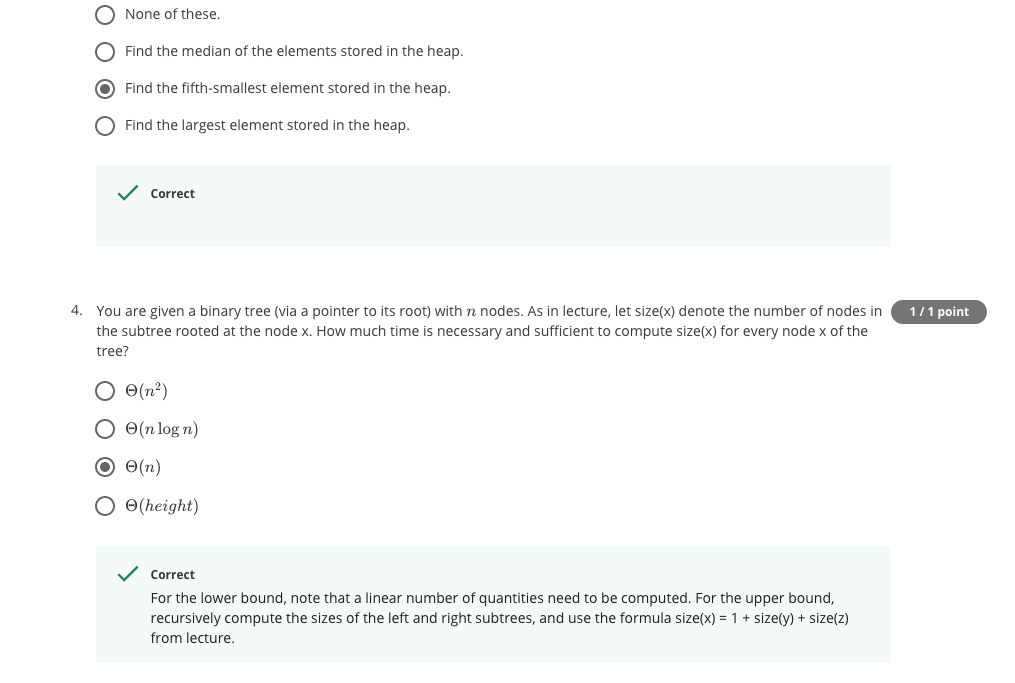 None of these.
Find the median of the elements stored in the heap.
Find the fifth-smallest element stored in the heap.
Find the largest element stored in the heap.
Correct
4. You are given a binary tree (via a pointer to its root) with n nodes. As in lecture, let size(x) denote the number of nodes in 1 / 1 point
the subtree rooted at the node x. How much time is necessary and sufficient to compute size(x) for every node x of the
tree?
Θ(n²)
Θ(n log n)
Θ(n)
Θ(height)
Correct
For the lower bound, note that a linear number of quantities need to be computed. For the upper bound,
recursively compute the sizes of the left and right subtrees, and use the formula size(x) = 1 + size(y) + size(z)
from lecture.